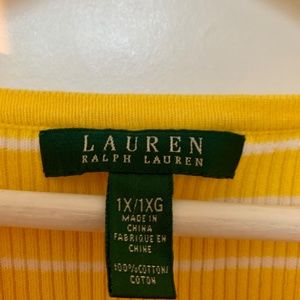 LAUREN
RALPH LAUREN
1X/1XG
MADE IN
CHINA
FABRIQUE EN
CHINE
100%COTTON/
COTON